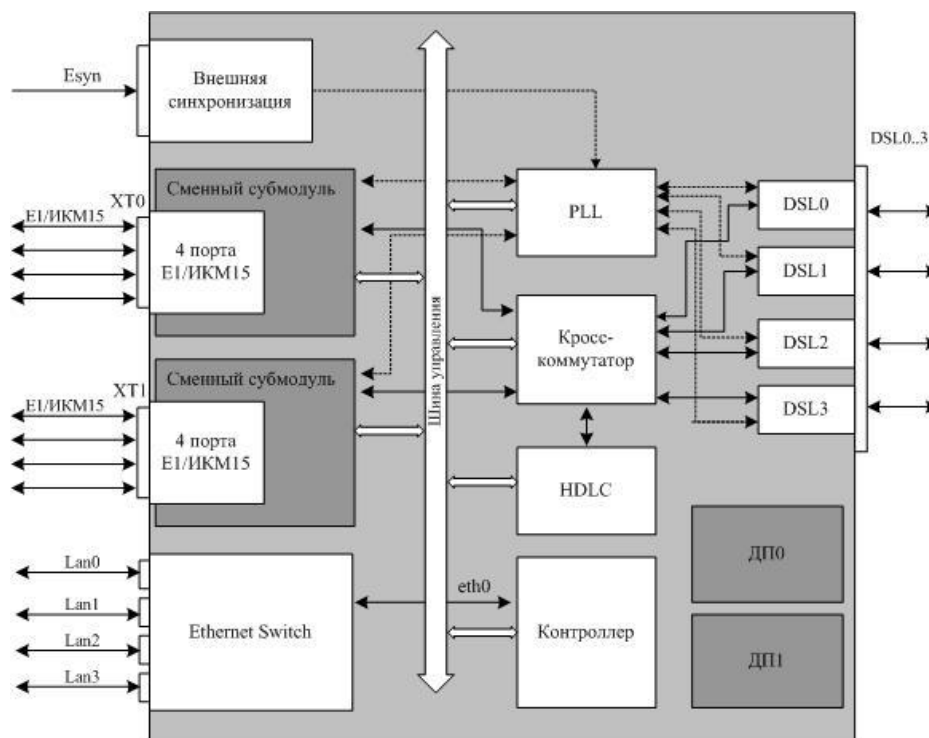 Esyn
Внешняя
синхронизация
DSL0..3
XT0
E1/ИКМ15
Сменный субмодуль
4 порта
E1/ИКМ15
PLL
DSL0
DSL1
DSL2
DSL3
Шина управления
Кросс-
коммутатор
XT1
E1/ИКМ15
Сменный субмодуль
4 порта
E1/ИКМ15
HDLC
Lan0
Lan1
Lan2
Lan3
Ethernet Switch
eth0
Контроллер
ДП0
ДП1